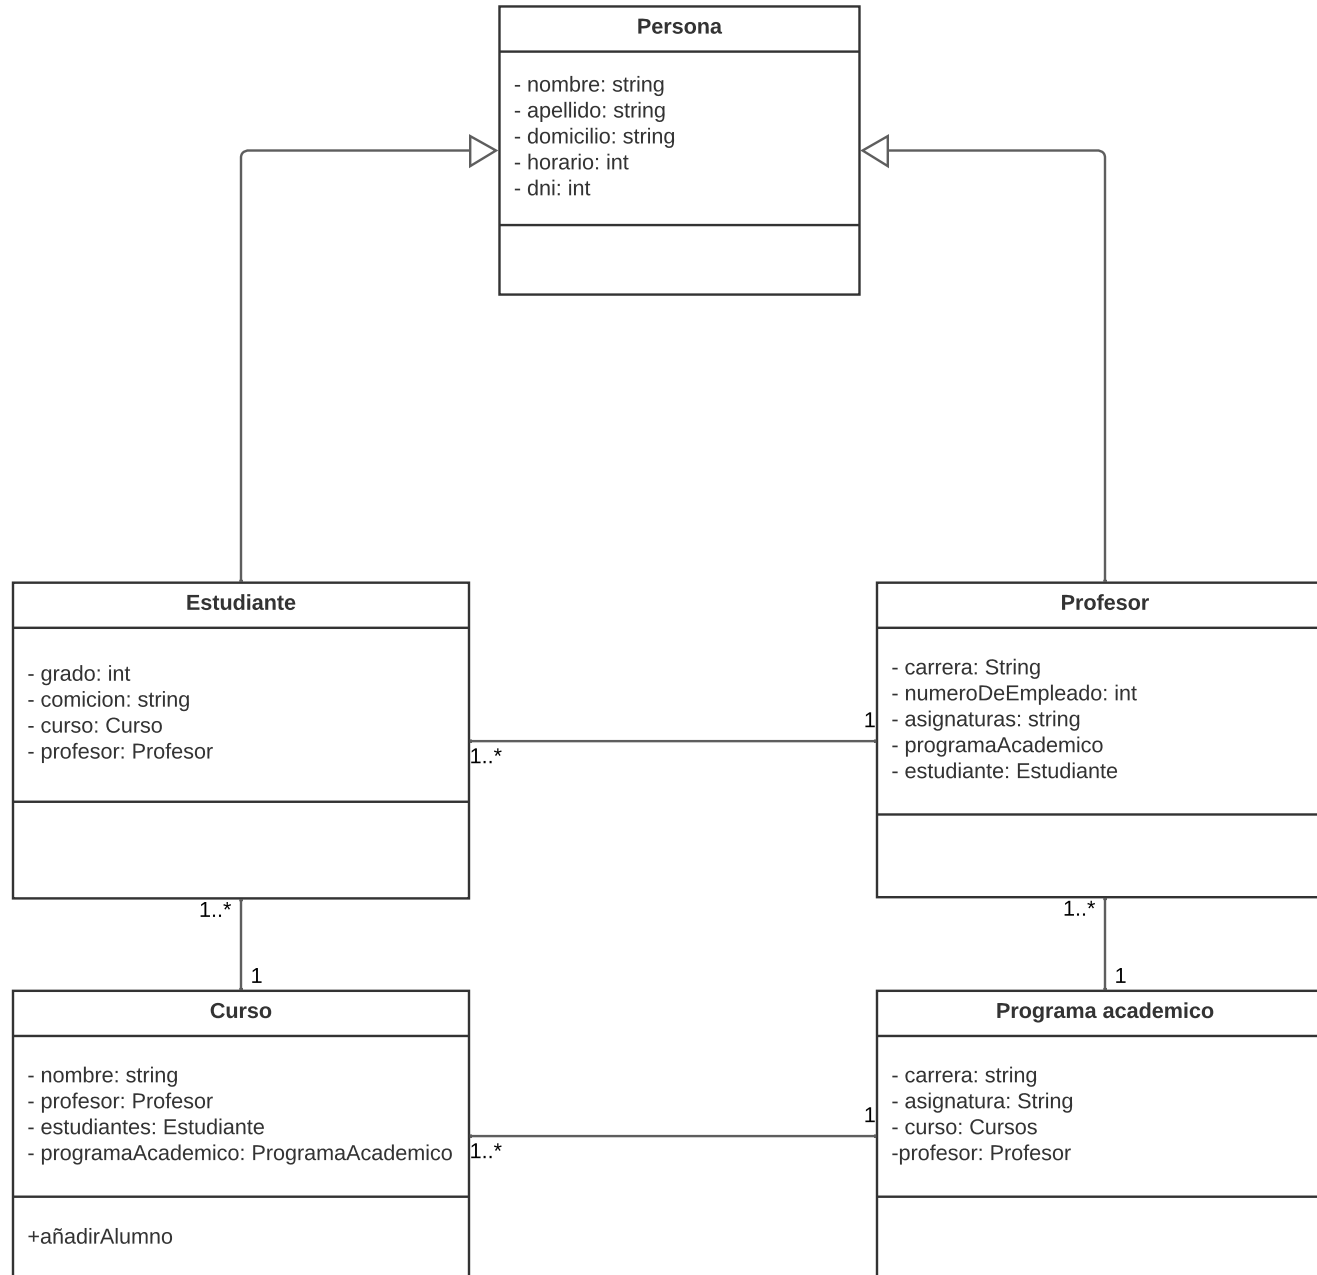 Persona
- nombre: string
- apellido: string
- domicilio: string
- horario: int
- dni: int
Estudiante
- grado: int
- comicion: string
- curso: Curso
- profesor: Profesor
Profesor
- carrera: String
- numeroDeEmpleado: int
- asignaturas: string
- programaAcademico
- estudiante: Estudiante
1
1..*
1..*
1
1..*
1
Curso
- nombre: string
- profesor: Profesor
- estudiantes: Estudiante
- programaAcademico: ProgramaAcademico
+añadirAlumno
Programa academico
- carrera: string
- asignatura: String
- curso: Cursos
-profesor: Profesor
1
1..*